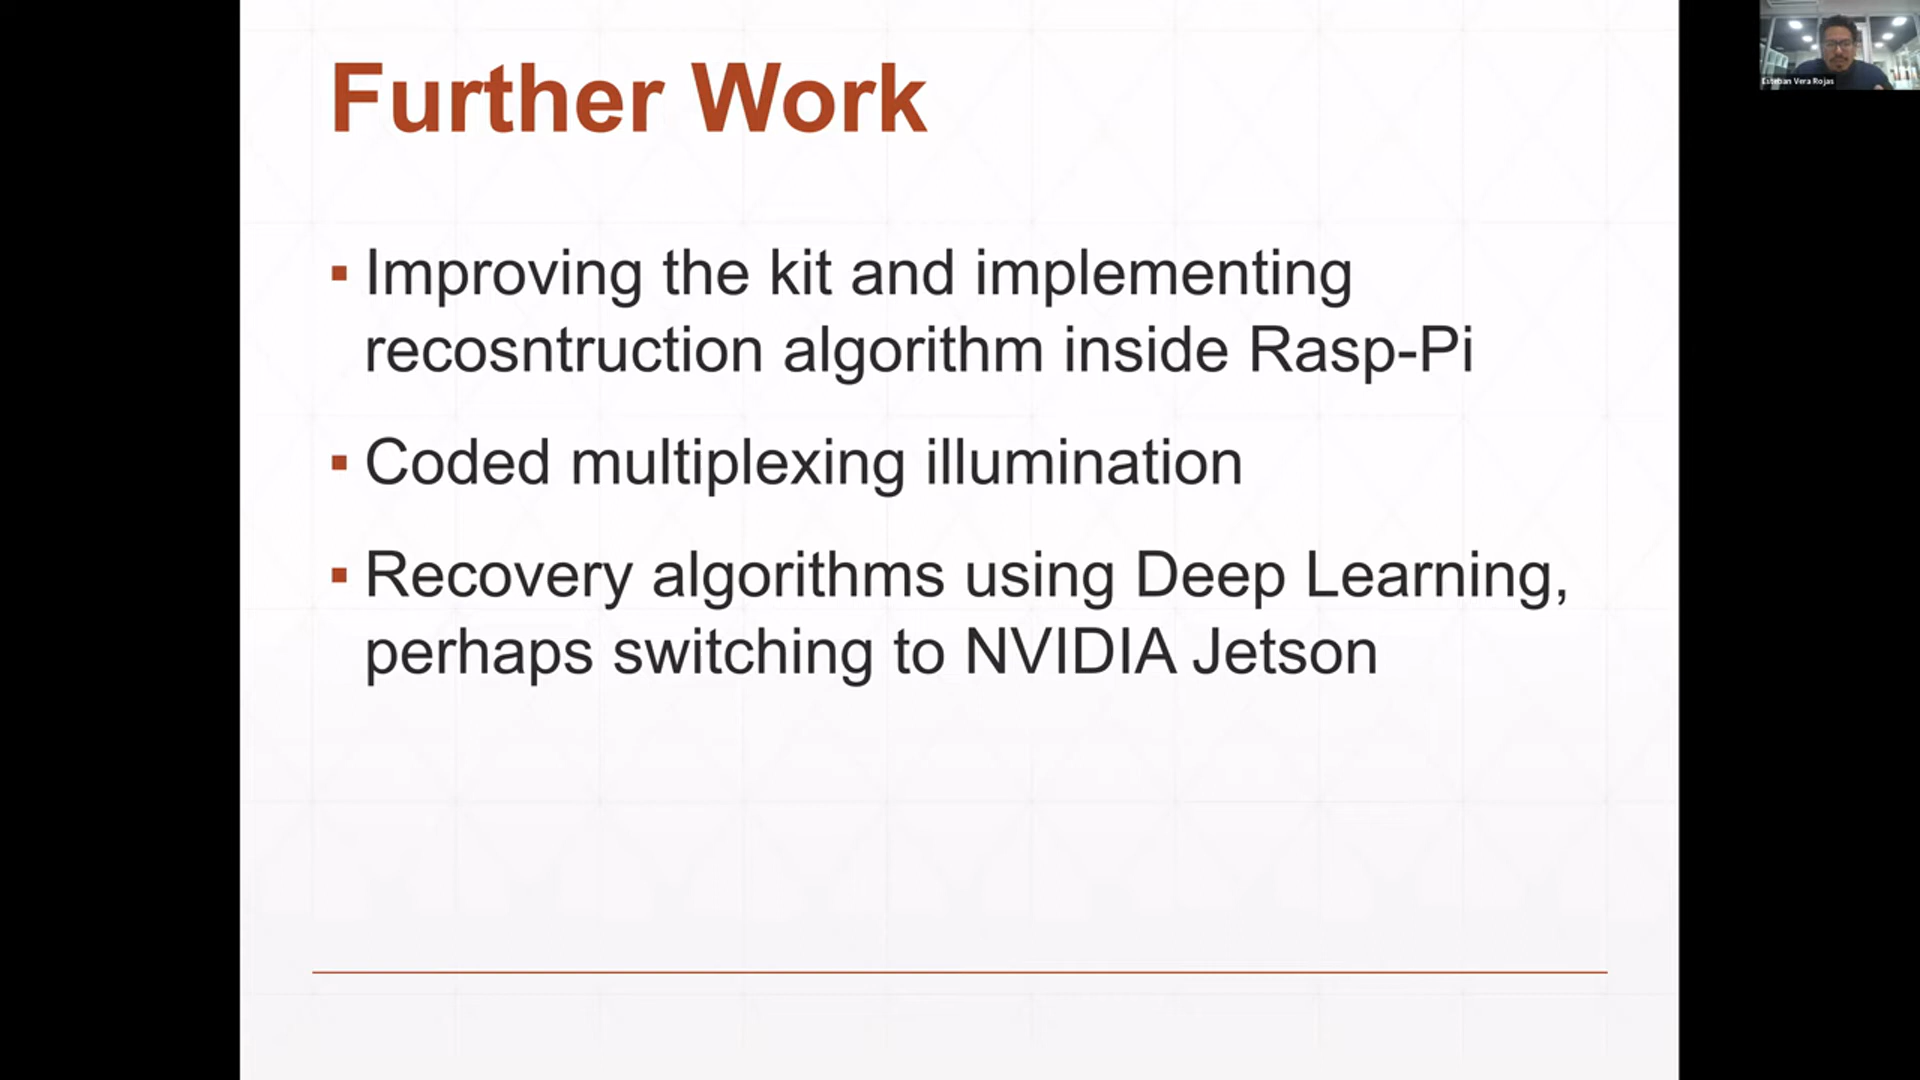 Further Work
▪ Improving the kit and implementing
recosntruction algorithm inside Rasp-Pi
▪ Coded multiplexing illumination
▪ Recovery algorithms using Deep Learning,
perhaps switching to NVIDIA Jetson
Esteban Vera Rojas